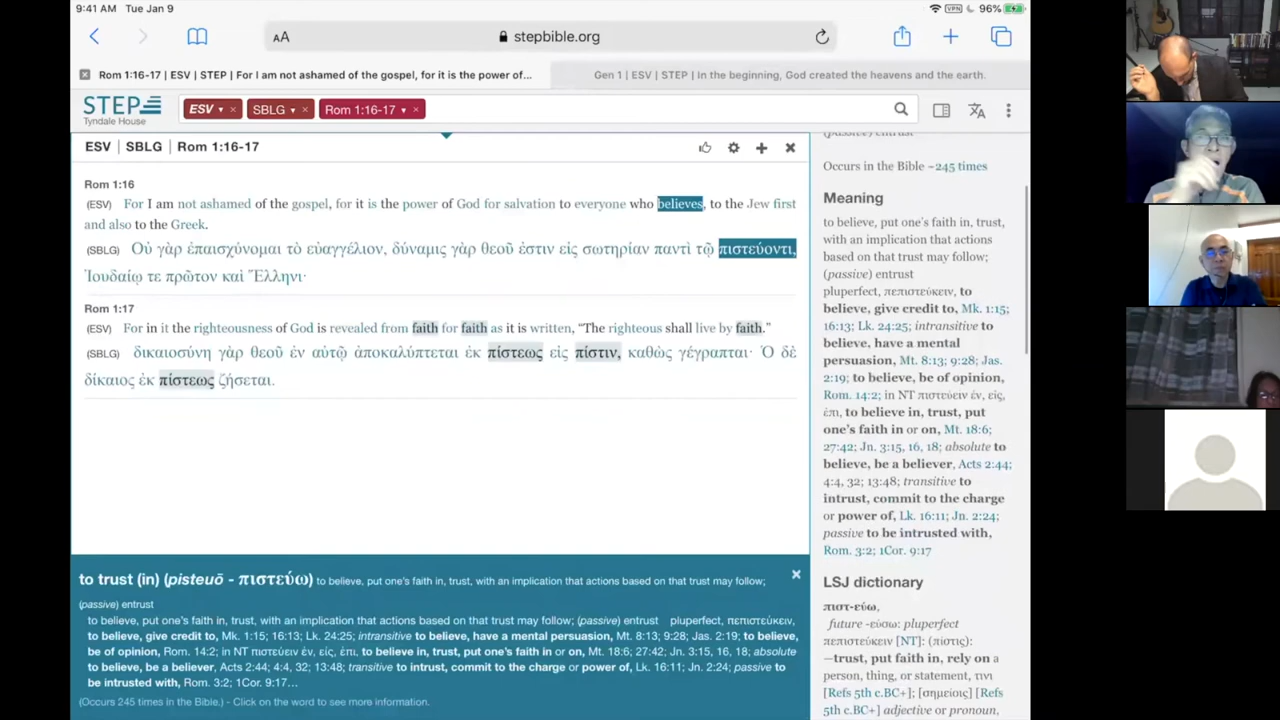 9:41 AM Tue Jan 9
VPN 96%
AA stepbible.org
Rom 1:16-17 | ESV | STEP | For I am not ashamed of the gospel, for it is the power of...
Gen 1 | ESV | STEP | In the beginning, God created the heavens and the earth.
STEP
Tyndale House
ESV SBLG Rom 1:16-17
ESV | SBLG | Rom 1:16-17
Rom 1:16
(ESV) For I am not ashamed of the gospel, for it is the power of God for salvation to everyone who believes, to the Jew first
and also to the Greek.
(SBLG) Οὐ γὰρ ἐπαισχύνομαι τὸ εὐαγγέλιον, δύναμις γὰρ θεοῦ ἐστιν εἰς σωτηρίαν παντὶ τῷ πιστεύοντι,
Ἰουδαίῳ τε πρῶτον καὶ Ἕλληνι·
Rom 1:17
(ESV) For in it the righteousness of God is revealed from faith for faith as it is written, “The righteous shall live by faith.”
(SBLG) δικαιοσύνη γὰρ θεοῦ ἐν αὐτῷ ἀποκαλύπτεται ἐκ πίστεως εἰς πίστιν, καθὼς γέγραπται· Ὁ δὲ
δίκαιος ἐκ πίστεως ζήσεται.
to trust (in) (pisteuō - πιστεύω) to believe, put one's faith in, trust, with an implication that actions based on that trust may follow;
(passive) entrust
to believe, put one's faith in, trust, with an implication that actions based on that trust may follow; (passive) entrust pluperfect, πεπιστεύκειν,
to believe, give credit to, Mk. 1:15; 16:13; Lk. 24:25; intransitive to believe, have a mental persuasion, Mt. 8:13; 9:28; Jas. 2:19; to believe,
be of opinion, Rom. 14:2; in NT πιστεύειν ἐν, εἰς, ἐπι, to believe in, trust, put one's faith in or on, Mt. 18:6; 27:42; Jn. 3:15, 16, 18; absolute
to believe, be a believer, Acts 2:44; 4:4, 32; 13:48; transitive to intrust, commit to the charge or power of, Lk. 16:11; Jn. 2:24; passive to
be intrusted with, Rom. 3:2; 1Cor. 9:17...
(Occurs 245 times in the Bible.) - Click on the word to see more information.
(passive) entrust
Occurs in the Bible ~245 times
Meaning
to believe, put one's faith in, trust,
with an implication that actions
based on that trust may follow;
(passive) entrust
pluperfect, πεπιστεύκειν, to
believe, give credit to, Mk. 1:15;
16:13; Lk. 24:25; intransitive to
believe, have a mental
persuasion, Mt. 8:13; 9:28; Jas.
2:19; to believe, be of opinion,
Rom. 14:2; in NT πιστεύειν ἐν, εἰς,
ἐπι, to believe in, trust, put
one's faith in or on, Mt. 18:6;
27:42; Jn. 3:15, 16, 18; absolute to
believe, be a believer, Acts 2:44;
4:4, 32; 13:48; transitive to
intrust, commit to the charge
or power of, Lk. 16:11; Jn. 2:24;
passive to be intrusted with,
Rom. 3:2; 1Cor. 9:17
LSJ dictionary
πιστ-εύω,
future -εύσω: pluperfect
πεπιστεύκειν [NT]: (πίστις):
—trust, put faith in, rely on a
person, thing, or statement, τινι
[Refs 5th c.BC+]; [σημείοις] [Refs
5th c.BC+] adjective or pronoun,